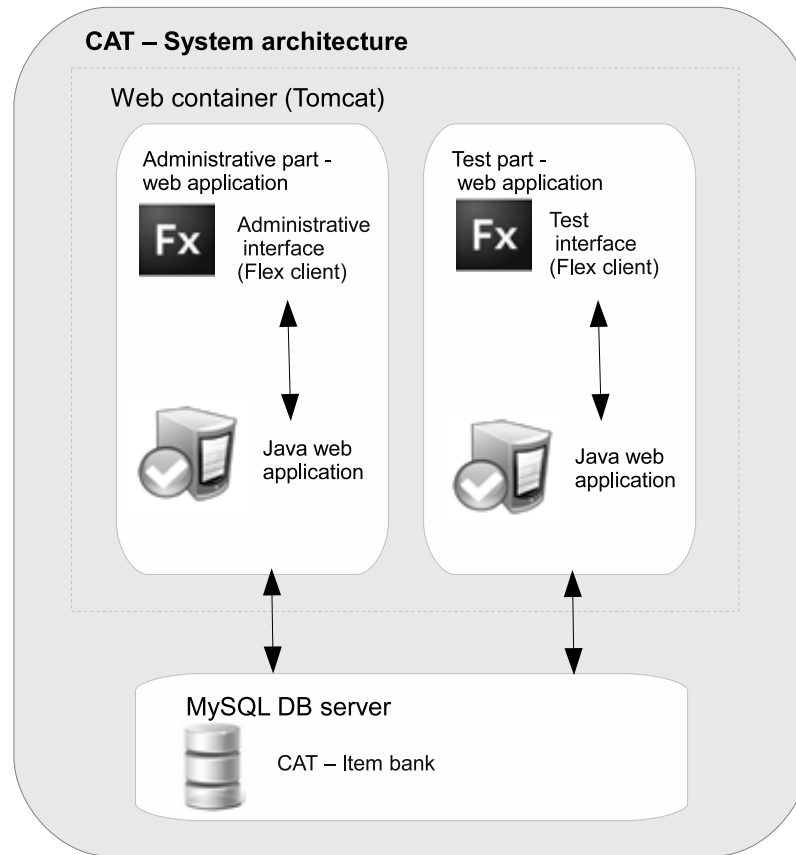 CAT – System architecture
Web container (Tomcat)
Administrative part -
web application
Fx
Administrative
interface
(Flex client)
Java web
application
Test part -
web application
Fx
Test
interface
(Flex client)
Java web
application
MySQL DB server
CAT – Item bank